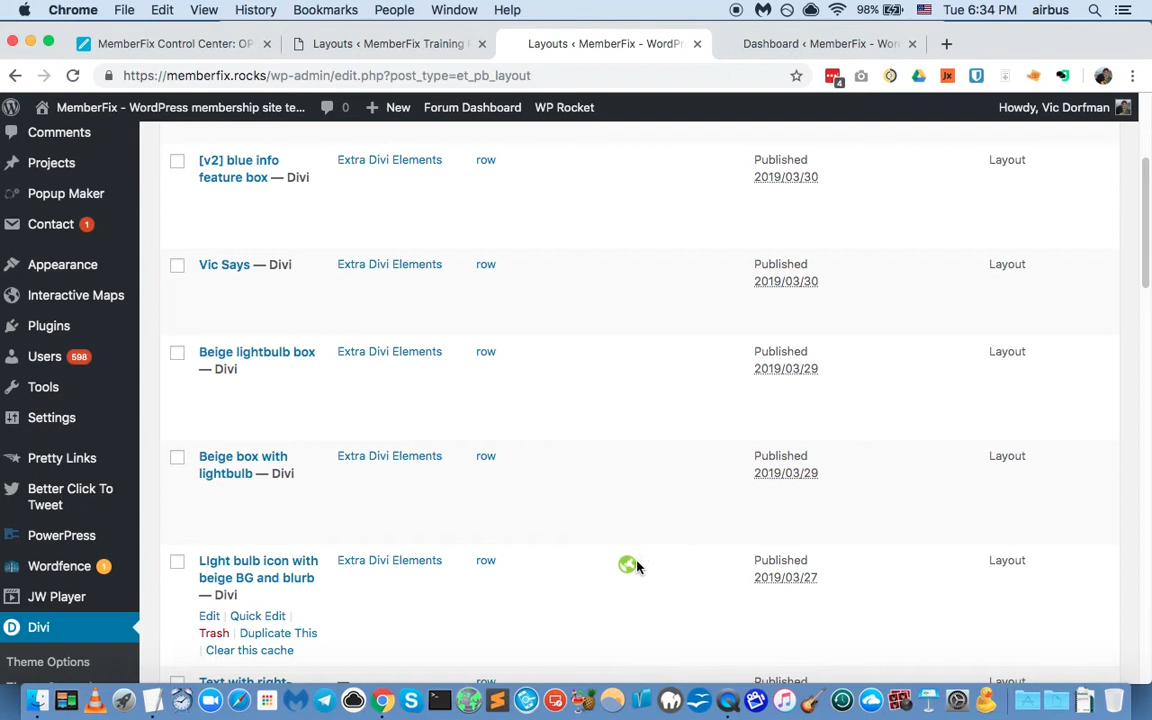 Chrome File Edit View History Bookmarks People Window Help 98% Tue 6:34 PM airbus
MemberFix Control Center: OP × Layouts ‹ MemberFix Training × Layouts ‹ MemberFix – WordPr × Dashboard ‹ MemberFix – Wor ×
https://memberfix.rocks/wp-admin/edit.php?post_type=et_pb_layout 4
MemberFix - WordPress membership site te... 0 New Forum Dashboard WP Rocket Howdy, Vic Dorfman
Comments
Projects
Popup Maker
Contact 1
Appearance
Interactive Maps
Plugins
Users 598
Tools
Settings
Pretty Links
Better Click To
Tweet
PowerPress
Wordfence 1
JW Player
Divi
Theme Options
[v2] blue info Extra Divi Elements row Published Layout
feature box — Divi 2019/03/30
Vic Says — Divi Extra Divi Elements row Published Layout
2019/03/30
Beige lightbulb box Extra Divi Elements row Published Layout
— Divi 2019/03/29
Beige box with Extra Divi Elements row Published Layout
lightbulb — Divi 2019/03/29
LIght bulb icon with Extra Divi Elements row Published Layout
beige BG and blurb 2019/03/27
— Divi
Edit | Quick Edit |
Trash | Duplicate This
| Clear this cache
Text with right-